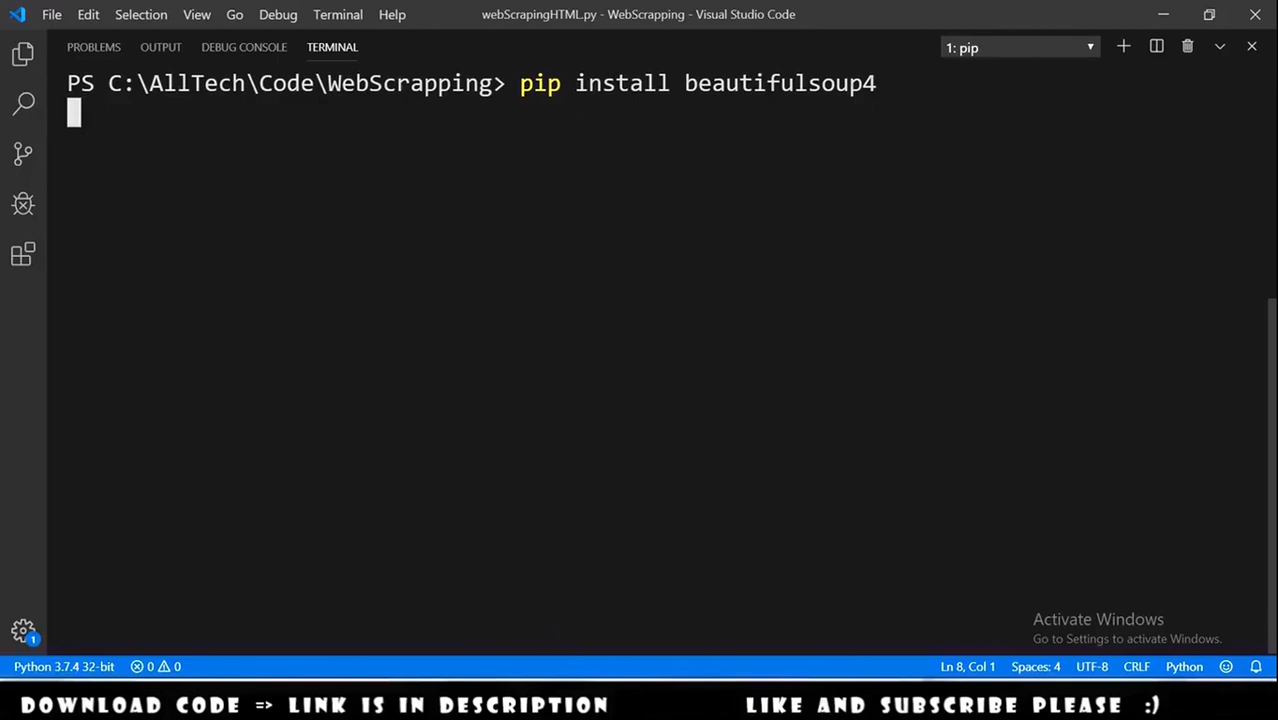 File Edit Selection View Go Debug Terminal Help webScrapingHTML.py - WebScrapping - Visual Studio Code
PROBLEMS OUTPUT DEBUG CONSOLE TERMINAL 1: pip
PS C:\AllTech\Code\WebScrapping> pip install beautifulsoup4
Activate Windows
Go to Settings to activate Windows.
1
Python 3.7.4 32-bit 0 0 Ln 8, Col 1 Spaces: 4 UTF-8 CRLF Python
DOWNLOAD CODE => LINK IS IN DESCRIPTION LIKE AND SUBSCRIBE PLEASE :)